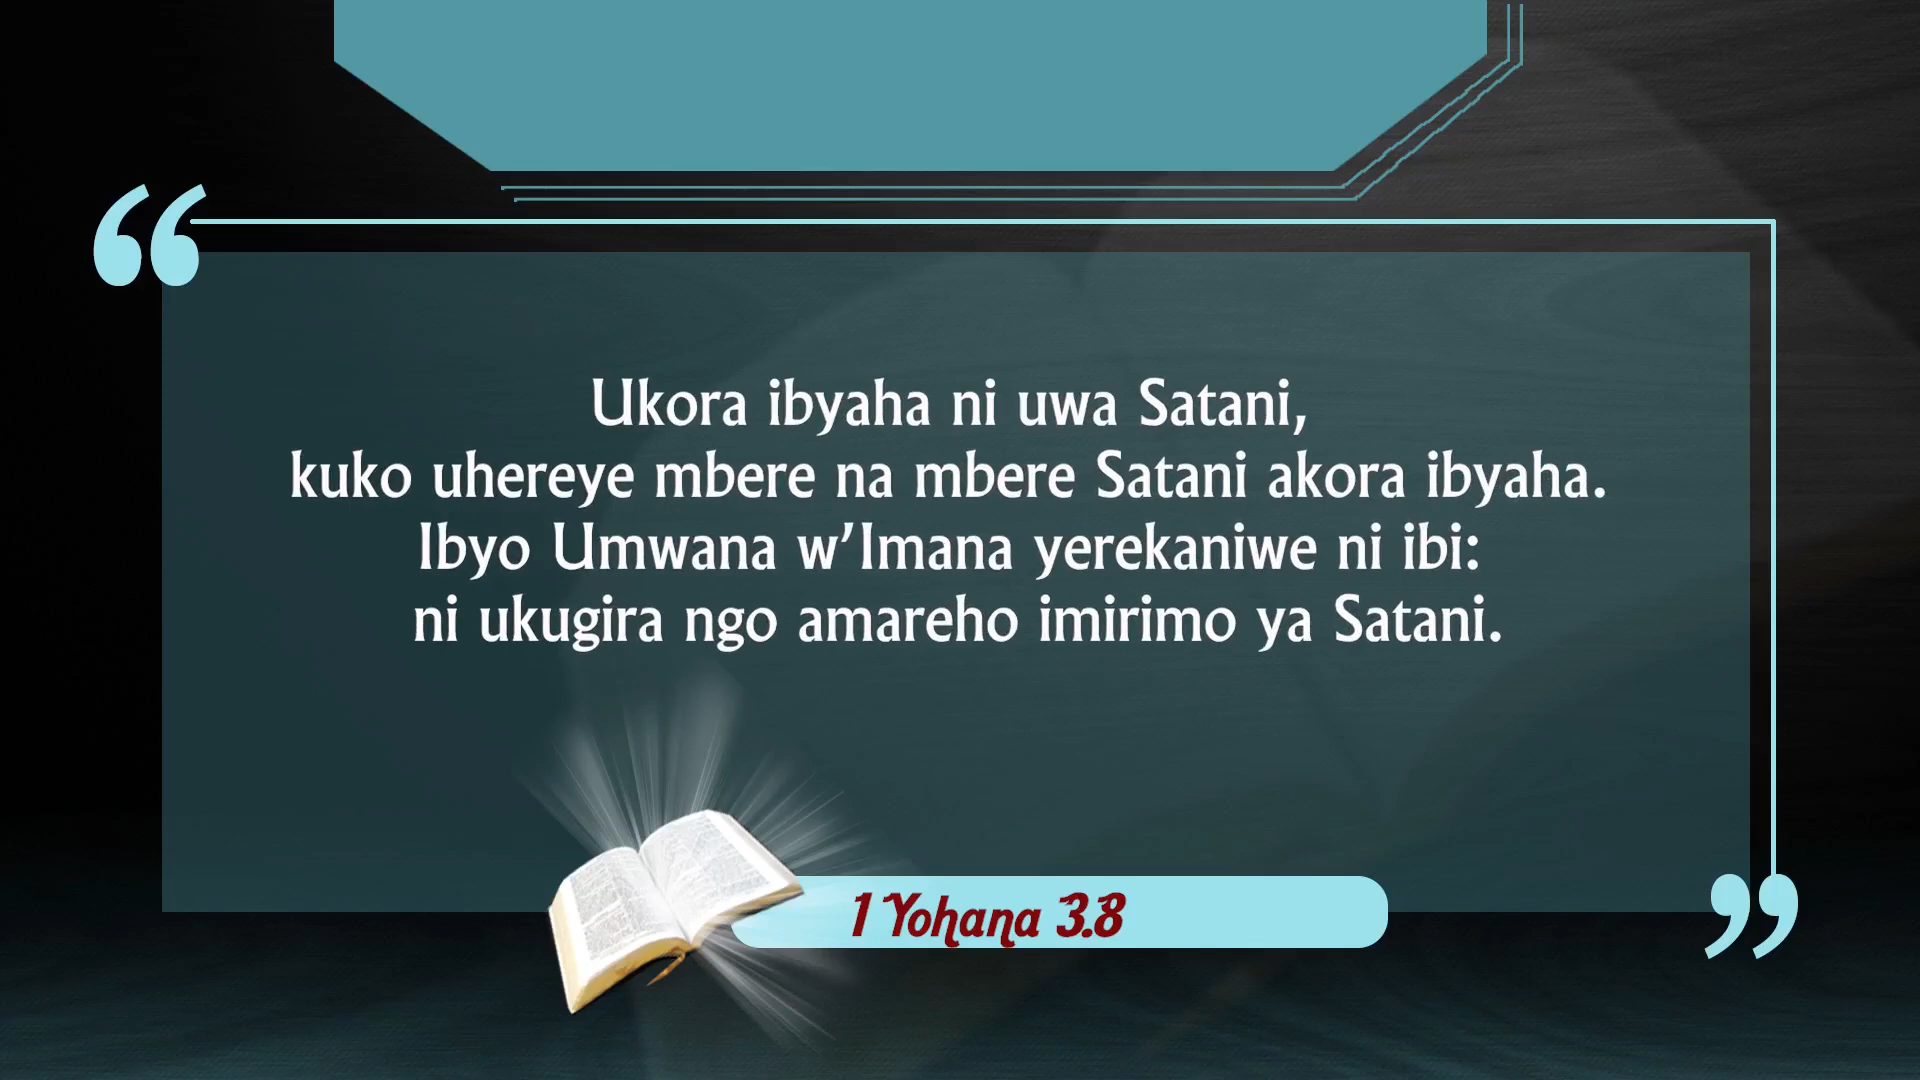 Ukora ibyaha ni uwa Satani,
kuko uhereye mbere na mbere Satani akora ibyaha.
Ibyo Umwana w’Imana yerekaniwe ni ibi:
ni ukugira ngo amareho imirimo ya Satani.
1 Yohana 3.8